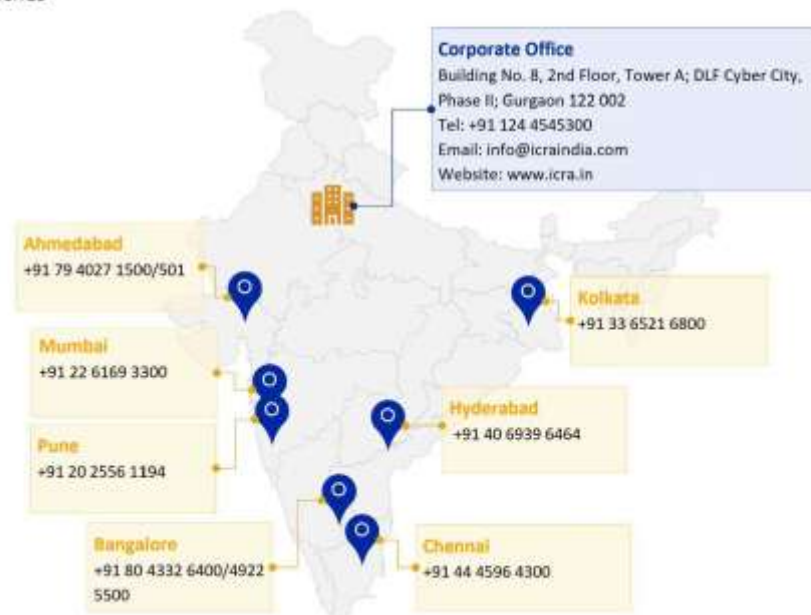 Corporate Office
Building No. 8, 2nd Floor, Tower A; DLF Cyber City,
Phase II; Gurgaon 122 002
Tel: +91 124 4545300
Email: info@icraindia.com
Website: www.icra.in
Ahmedabad
+91 79 4027 1500/501
Kolkata
+91 33 6521 6800
Mumbai
+91 22 6169 3300
Hyderabad
+91 40 6939 6464
Pune
+91 20 2556 1194
Bangalore
+91 80 4332 6400/4922
5500
Chennai
+91 44 4596 4300